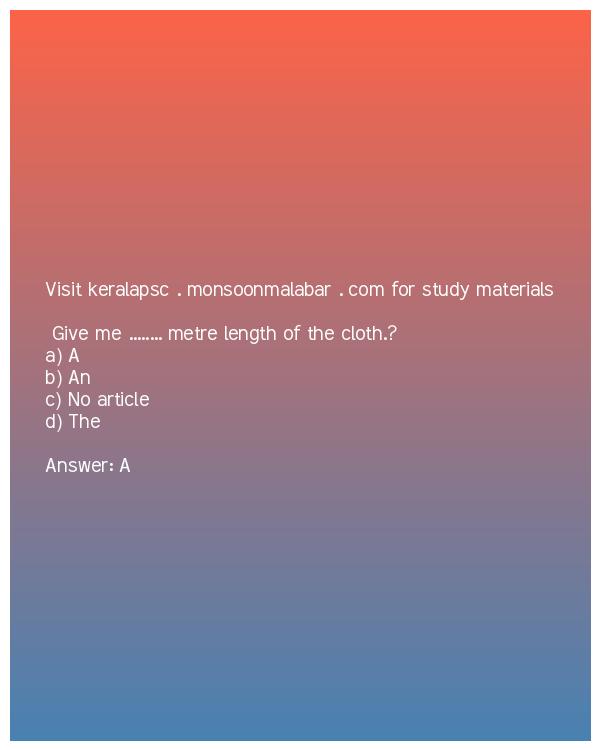 Visit keralapsc . monsoonmalabar . com for study materials
Give me ........ metre length of the cloth.?
a) A
b) An
c) No article
d) The
Answer: A